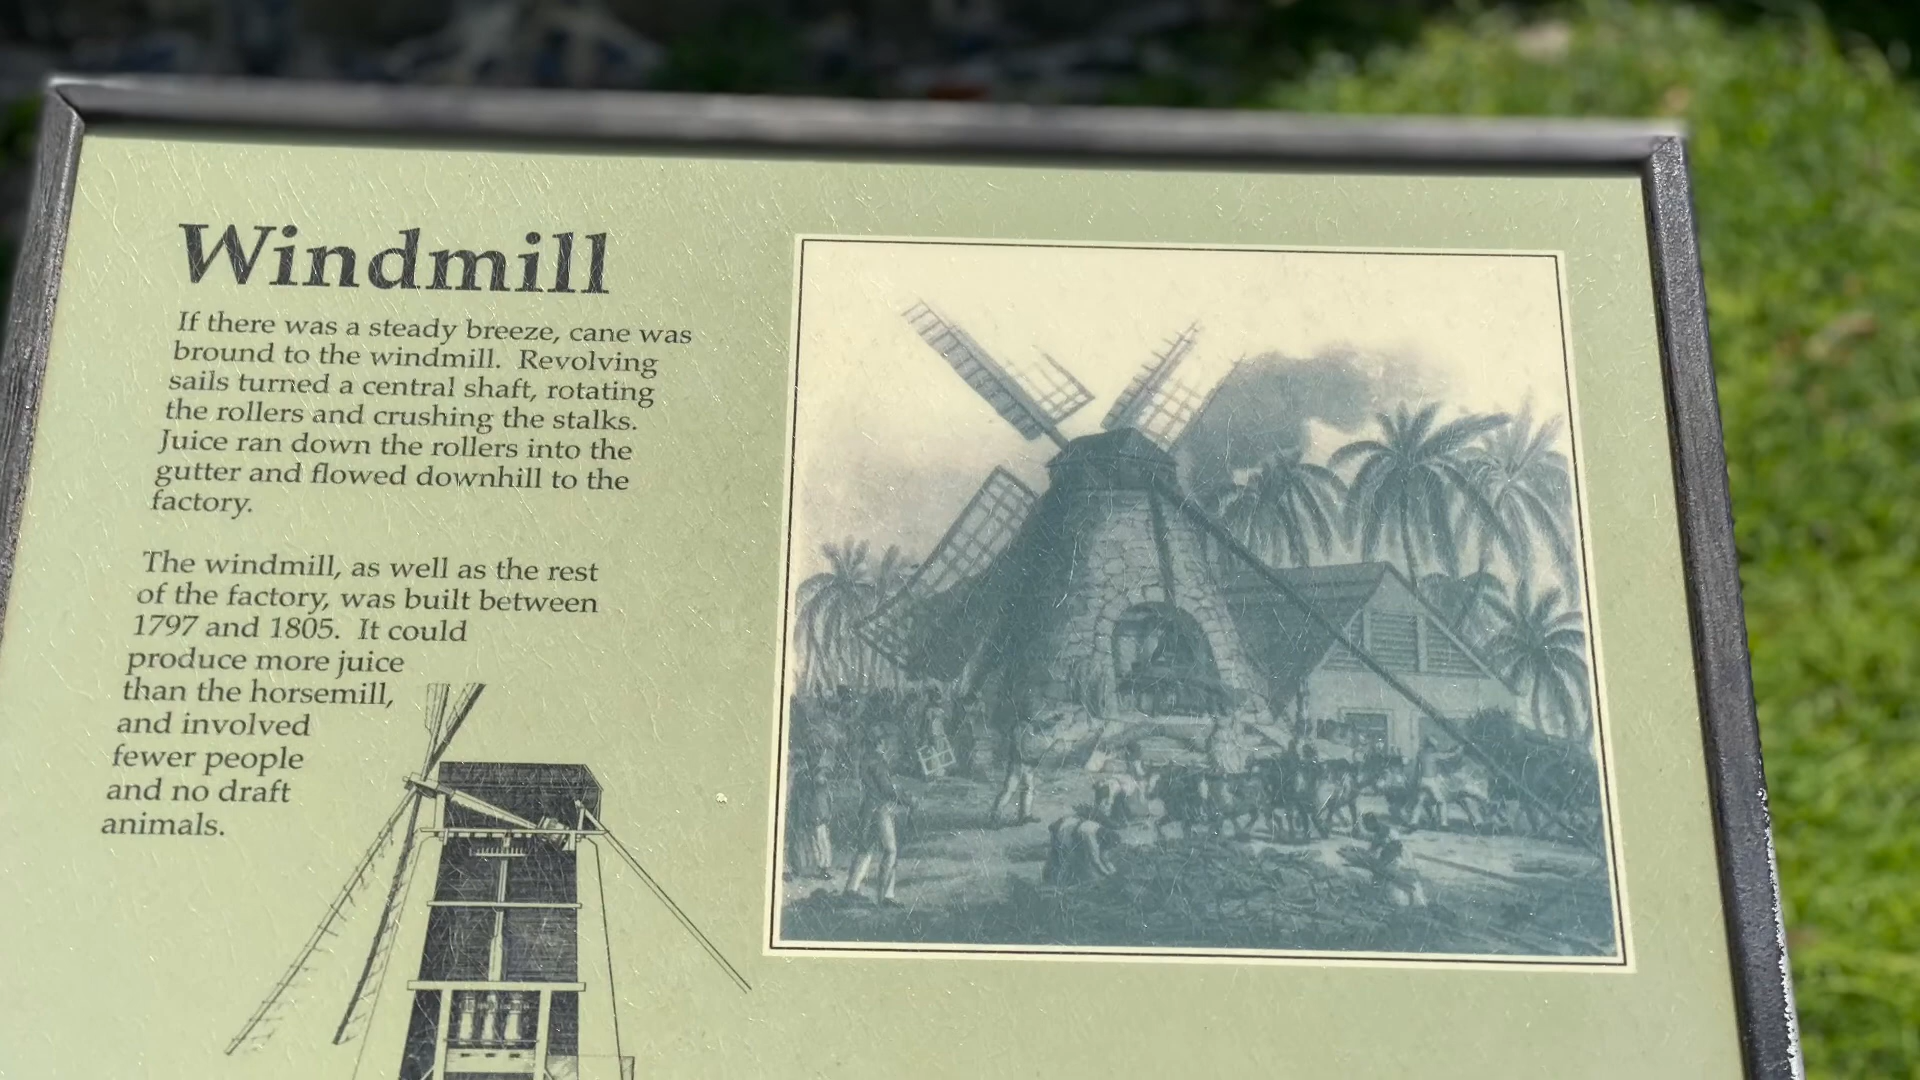 Windmill
If there was a steady breeze, cane was
bround to the windmill. Revolving
sails turned a central shaft, rotating
the rollers and crushing the stalks.
Juice ran down the rollers into the
gutter and flowed downhill to the
factory.
The windmill, as well as the rest
of the factory, was built between
1797 and 1805. It could
produce more juice
than the horsemill,
and involved
fewer people
and no draft
animals.